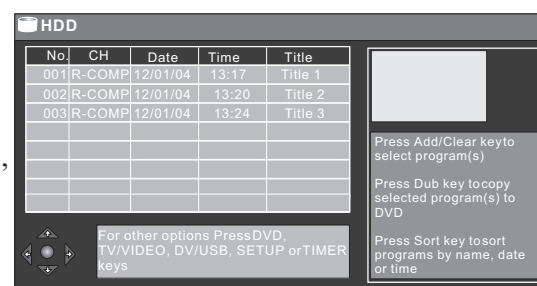 HDD
No. CH Date Time Title
001 R-COMP 12/01/04 13:17 Title 1
002 R-COMP 12/01/04 13:20 Title 2
003 R-COMP 12/01/04 13:24 Title 3
,
Press Add/Clear keyto
select program(s)
Press Dub key tocopy
selected program(s) to
DVD
Press Sort key tosort
programs by name, date
or time
For other options PressDVD,
TV/VIDEO, DV/USB, SETUP orTIMER
keys